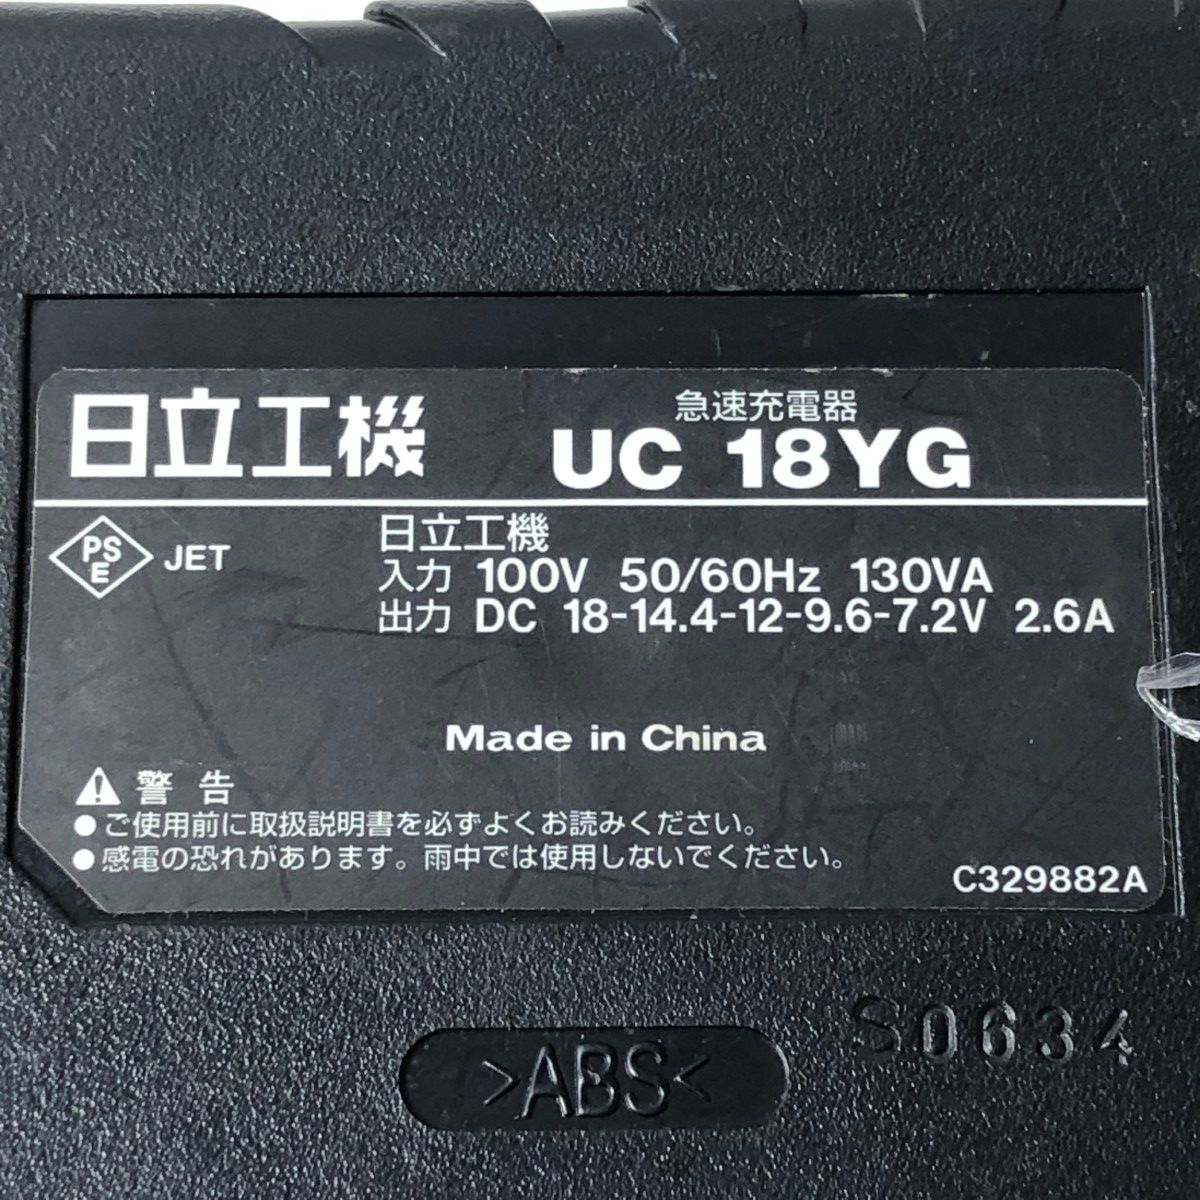 日立工機
急速充電器
UC 18YG
PSE JET
日立工機
入力 100V 50/60Hz 130VA
出力 DC 18-14.4-12-9.6-7.2V 2.6A
Made in China
警告
●ご使用前に取扱説明書を必ずよくお読みください。
●感電の恐れがあります。雨中では使用しないでください。
C329882A
S0634
>ABS<